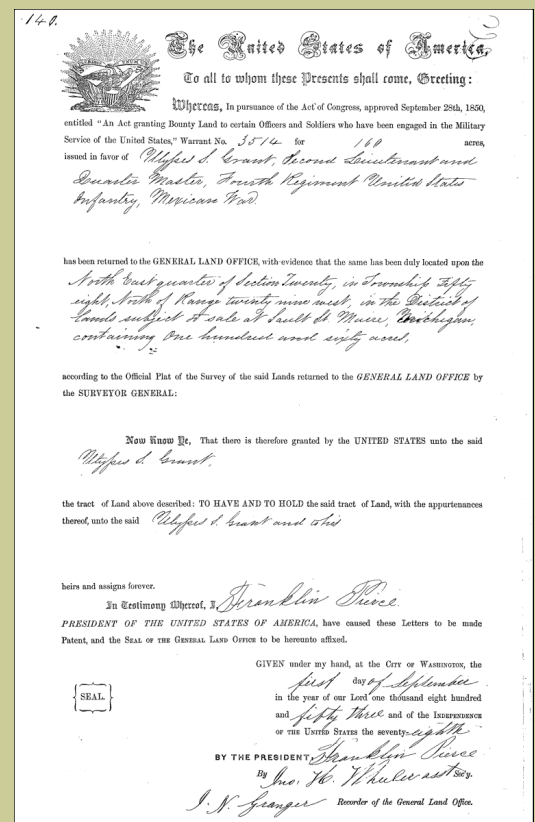 140.
The United States of America,
To all to whom these Presents shall come, Greeting:
Whereas, In pursuance of the Act of Congress, approved September 28th, 1850,
entitled "An Act granting Bounty Land to certain Officers and Soldiers who have been engaged in the Military
Service of the United States," Warrant No. 3514 for 160 acres,
issued in favor of Ulysses S. Grant, Second Lieutenant and
Quarter Master, Fourth Regiment United States
Infantry, Mexican War.
has been returned to the GENERAL LAND OFFICE, with evidence that the same has been duly located upon the
North East quarter of Section Twenty, in Township Fifty
eight, North of Range twenty nine west, in the District of
Lands subject to sale at Sault St. Marie, Michigan,
containing One hundred and sixty acres,
according to the Official Plat of the Survey of the said Lands returned to the GENERAL LAND OFFICE by
the SURVEYOR GENERAL:
Now Know Ye, That there is therefore granted by the UNITED STATES unto the said
Ulysses S. Grant,
the tract of Land above described: TO HAVE AND TO HOLD the said tract of Land, with the appurtenances
thereof, unto the said Ulysses S. Grant and to his
heirs and assigns forever.
In Testimony Whereof, I, Franklin Pierce
PRESIDENT OF THE UNITED STATES OF AMERICA, have caused these Letters to be made
Patent, and the SEAL OF THE GENERAL LAND OFFICE to be hereunto affixed.
GIVEN under my hand, at the CITY OF WASHINGTON, the
first day of September
in the year of our Lord one thousand eight hundred
and fifty three and of the INDEPENDENCE
OF THE UNITED STATES the seventy-eighth
SEAL.
BY THE PRESIDENT, Franklin Pierce
By Jno. H. Wheeler asst Sec'y.
J. N. Granger Recorder of the General Land Office.